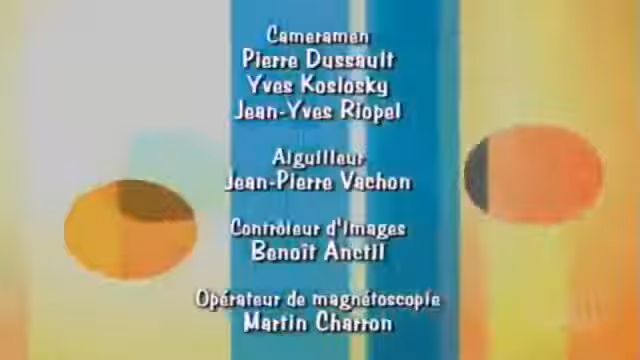 Cameramen
Pierre Dussault
Yves Koslosky
Jean-Yves Riopel
Aiguilleur
Jean-Pierre Vachon
Contrôleur d'images
Benoît Anctil
Opérateur de magnétoscopie
Martin Charron